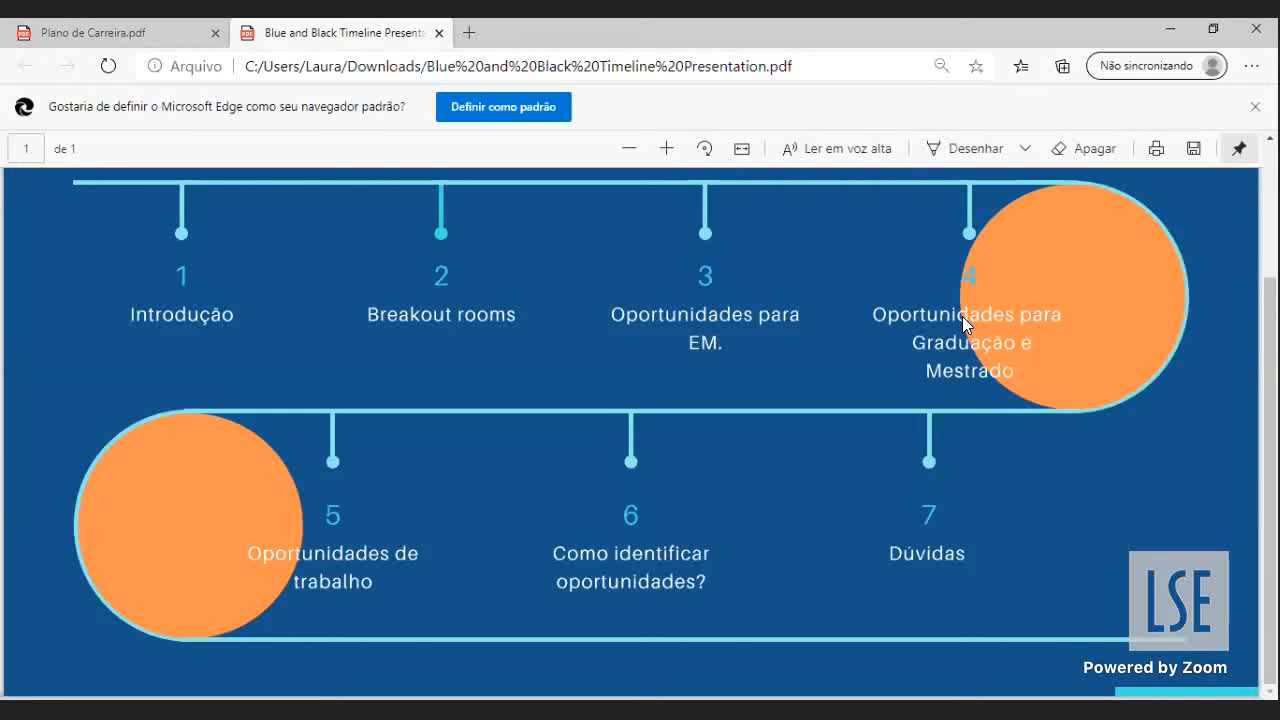 Plano de Carreira.pdf
Blue and Black Timeline Present
Arquivo
C:/Users/Laura/Downloads/Blue%20and%20Black%20Timeline%20Presentation.pdf
Não sincronizando
Gostaria de definir o Microsoft Edge como seu navegador padrão?
Definir como padrão
1 de 1
Ler em voz alta
Desenhar
Apagar
1
Introdução
2
Breakout rooms
3
Oportunidades para
EM.
4
Oportunidades para
Graduação e
Mestrado
5
Oportunidades de
trabalho
6
Como identificar
oportunidades?
7
Dúvidas
LSE
Powered by Zoom